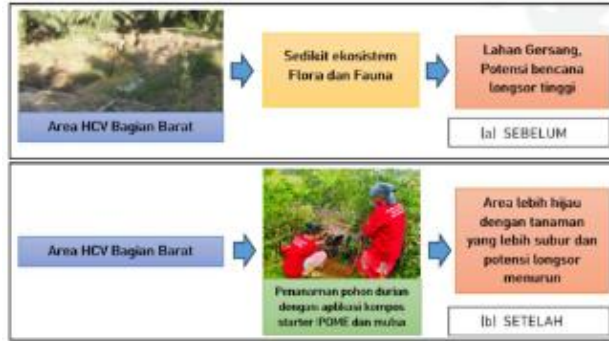 Area HCV Bagian Barat
Sedikit ekosistem
Flora dan Fauna
Lahan Gersang,
Potensi bencana
longsor tinggi
(a) SEBELUM
Area HCV Bagian Barat
Penanaman pohon durian
dengan aplikasi kompos
starter IPOME dan mulsa
Area lebih hijau
dengan tanaman
yang lebih subur dan
potensi longsor
menurun
(b) SETELAH